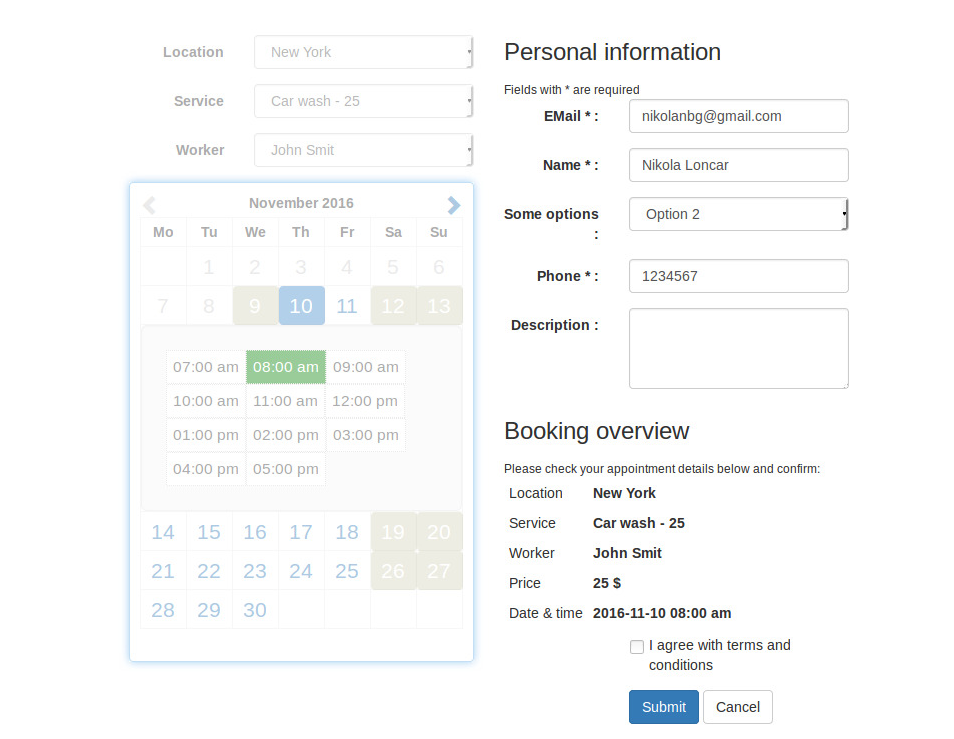 Location New York
Service Car wash - 25
Worker John Smit
November 2016
Mo Tu We Th Fr Sa Su
1 2 3 4 5 6
7 8 9 10 11 12 13
07:00 am 08:00 am 09:00 am
10:00 am 11:00 am 12:00 pm
01:00 pm 02:00 pm 03:00 pm
04:00 pm 05:00 pm
14 15 16 17 18 19 20
21 22 23 24 25 26 27
28 29 30
Personal information
Fields with * are required
EMail * : nikolanbg@gmail.com
Name * : Nikola Loncar
Some options
: Option 2
Phone * : 1234567
Description :
Booking overview
Please check your appointment details below and confirm:
Location New York
Service Car wash - 25
Worker John Smit
Price 25 $
Date & time 2016-11-10 08:00 am
I agree with terms and
conditions
Submit Cancel